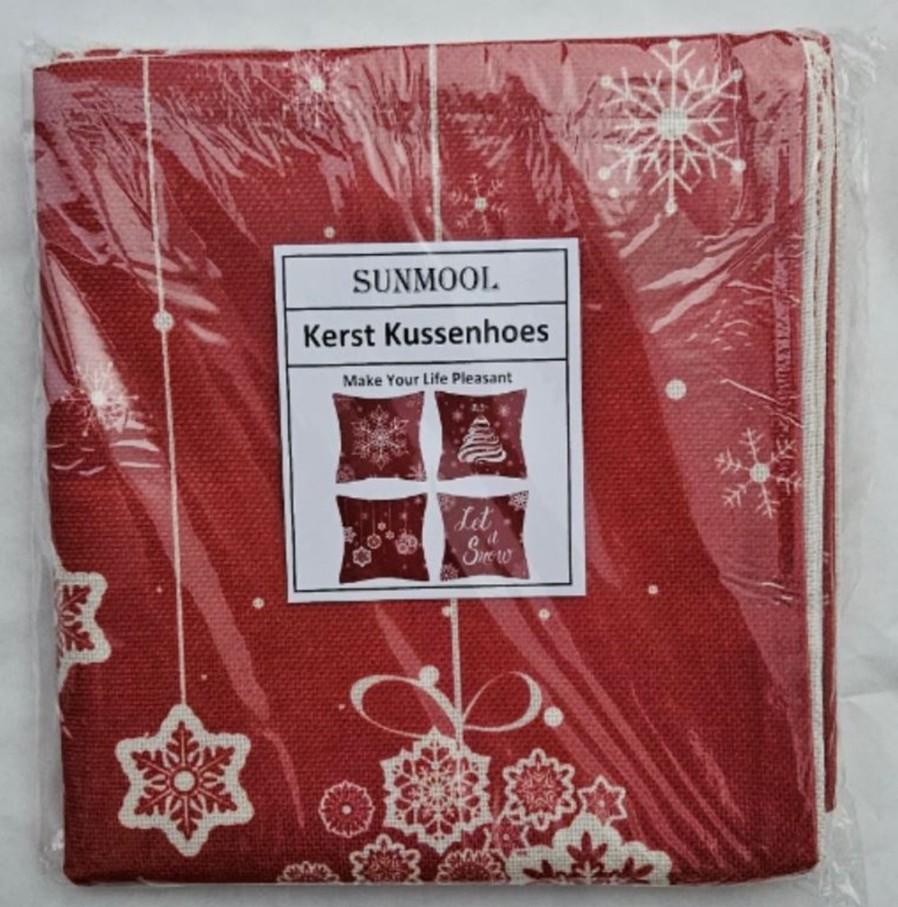 SUNMOOL
Kerst Kussenhoes
Make Your Life Pleasant
Let
it
Snow